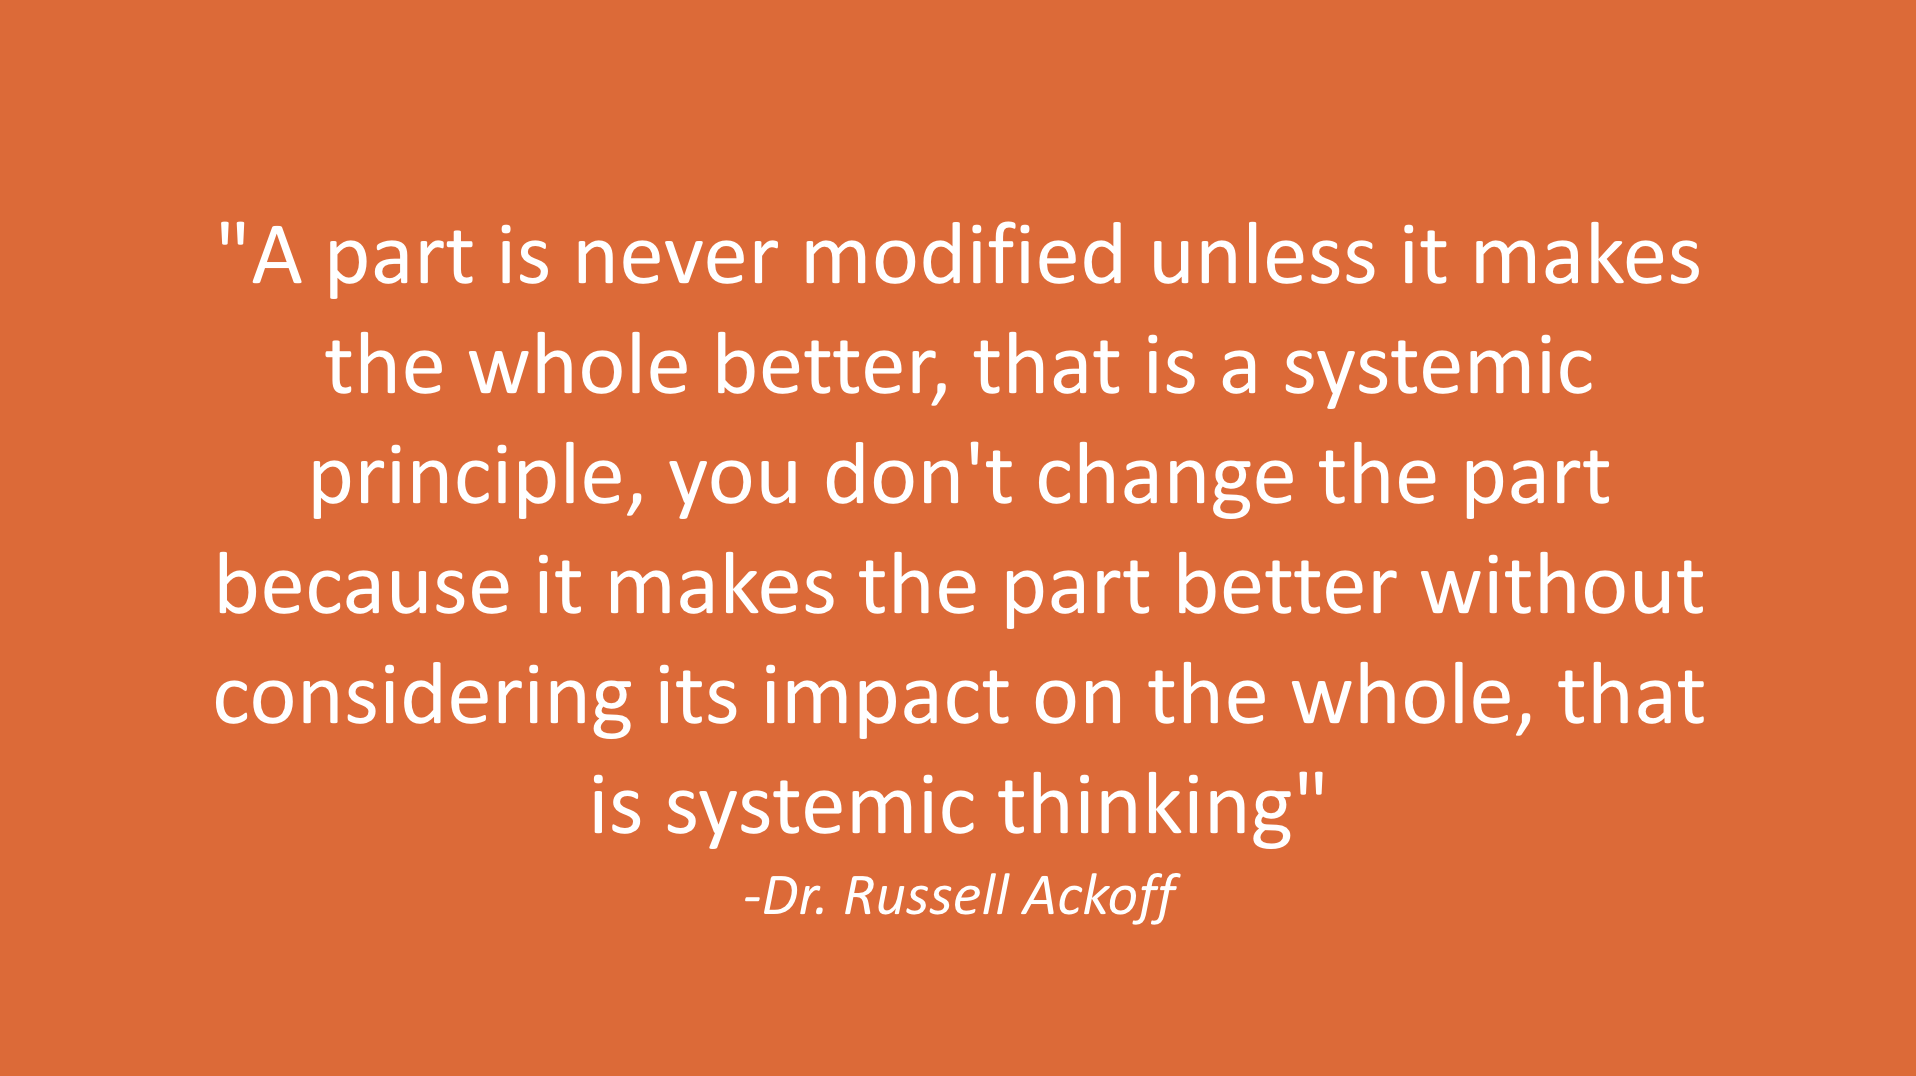 "A part is never modified unless it makes
the whole better, that is a systemic
principle, you don't change the part
because it makes the part better without
considering its impact on the whole, that
is systemic thinking"
-Dr. Russell Ackoff